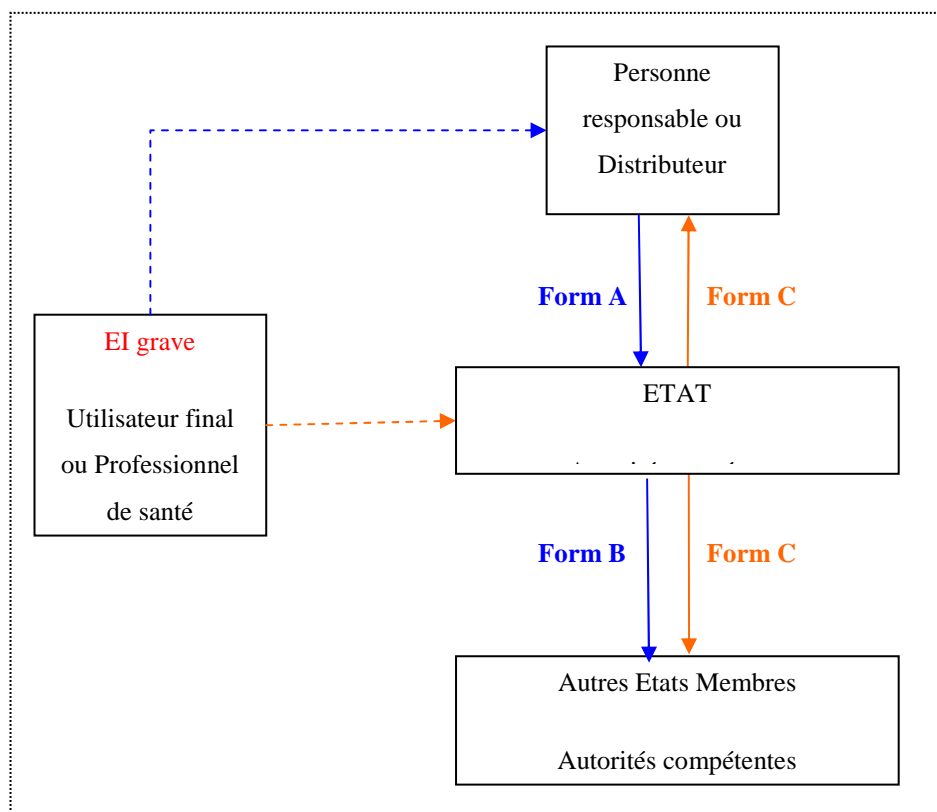 Personne
responsable ou
Distributeur
Form A
Form C
EI grave
Utilisateur final
ou Professionnel
de santé
ETAT
Form B
Form C
Autres Etats Membres
Autorités compétentes